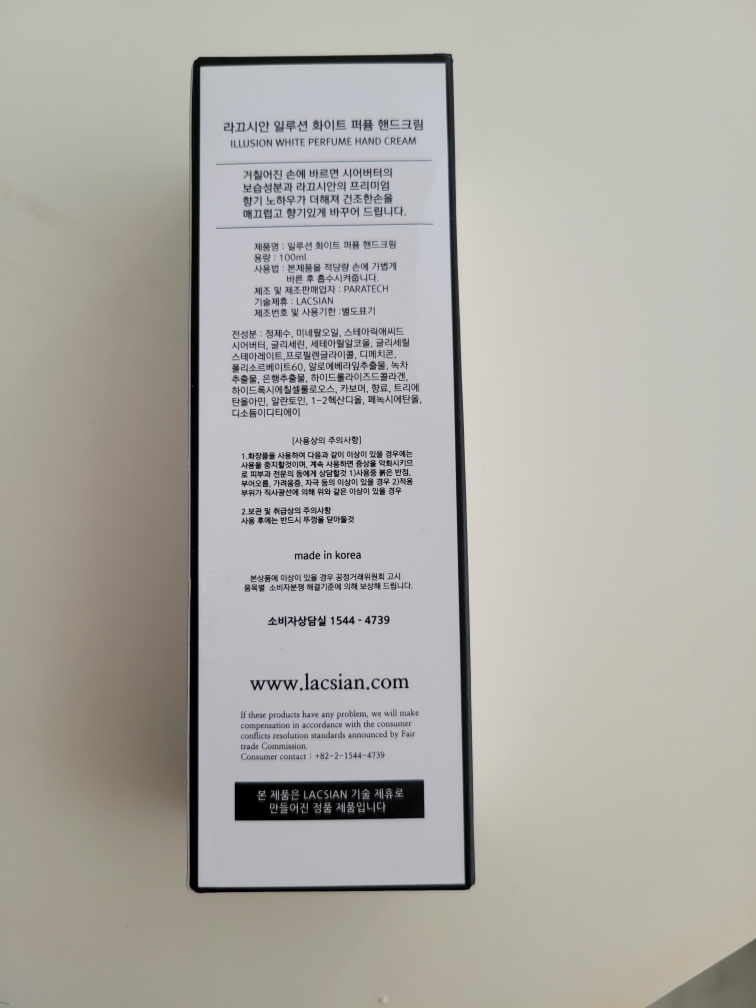 라끄시안 일루션 화이트 퍼퓸 핸드크림
ILLUSION WHITE PERFUME HAND CREAM
거칠어진 손에 바르면 시어버터의
보습성분과 라끄시안의 프리미엄
향기 노하우가 더해져 건조한손을
매끄럽고 향기있게 바꾸어 드립니다.
제품명 : 일루션 화이트 퍼퓸 핸드크림
용량 : 100ml
사용법 : 본제품을 적당량 손에 가볍게
바른 후 흡수시켜줍니다.
제조 및 제조판매업자 : PARATECH
기술제휴 : LACSIAN
제조번호 및 사용기한 :별도표기
전성분 : 정제수, 미네랄오일, 스테아릭애씨드
시어버터, 글리세린, 세테아릴알코올, 글리세릴
스테아레이트,프로필렌글라이콜, 디메치콘,
폴리소르베이트60, 알로에베라잎추출물, 녹차
추출물, 은행추출물, 하이드롤라이즈드콜라겐,
하이드록시에칠셀룰로오스, 카보머, 향료, 트리에
탄올아민, 알란토인, 1-2헥산디올, 페녹시에탄올,
디소듐이디티에이
[사용상의 주의사항]
1.화장품을 사용하여 다음과 같이 이상이 있을 경우에는
사용을 중지할것이며, 계속 사용하면 증상을 악화시키므
로 피부과 전문의 등에게 상담할것 1)사용중 붉은 반점,
부어오름, 가려움증, 자극 등의 이상이 있을 경우 2)적용
부위가 직사광선에 의해 위와 같은 이상이 있을 경우
2.보관 및 취급상의 주의사항
사용 후에는 반드시 뚜껑을 닫아둘것
made in korea
본상품에 이상이 있을 경우 공정거래위원회 고시
품목별 소비자분쟁 해결기준에 의해 보상해 드립니다.
소비자상담실 1544 - 4739
www.lacsian.com
If these products have any problem, we will make
compensation in accordance with the consumer
conflicts resolution standards announced by Fair
trade Commission.
Consumer contact : +82-2-1544-4739
본 제품은 LACSIAN 기술 제휴로
만들어진 정품 제품입니다